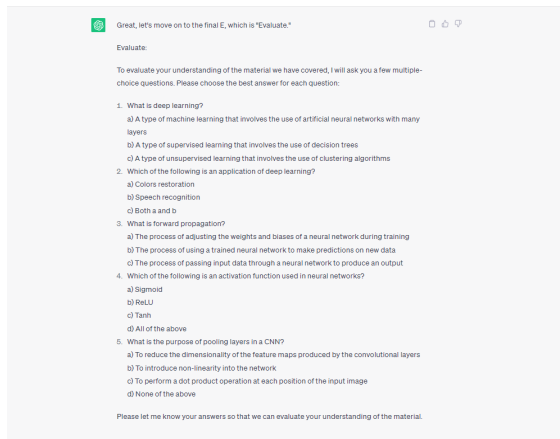 Great, let's move on to the final E, which is "Evaluate."
Evaluate:
To evaluate your understanding of the material we have covered, I will ask you a few multiple-
choice questions. Please choose the best answer for each question:
1. What is deep learning?
a) A type of machine learning that involves the use of artificial neural networks with many
layers
b) A type of supervised learning that involves the use of decision trees
c) A type of unsupervised learning that involves the use of clustering algorithms
2. Which of the following is an application of deep learning?
a) Colors restoration
b) Speech recognition
c) Both a and b
3. What is forward propagation?
a) The process of adjusting the weights and biases of a neural network during training
b) The process of using a trained neural network to make predictions on new data
c) The process of passing input data through a neural network to produce an output
4. Which of the following is an activation function used in neural networks?
a) Sigmoid
b) ReLU
c) Tanh
d) All of the above
5. What is the purpose of pooling layers in a CNN?
a) To reduce the dimensionality of the feature maps produced by the convolutional layers
b) To introduce non-linearity into the network
c) To perform a dot product operation at each position of the input image
d) None of the above
Please let me know your answers so that we can evaluate your understanding of the material.